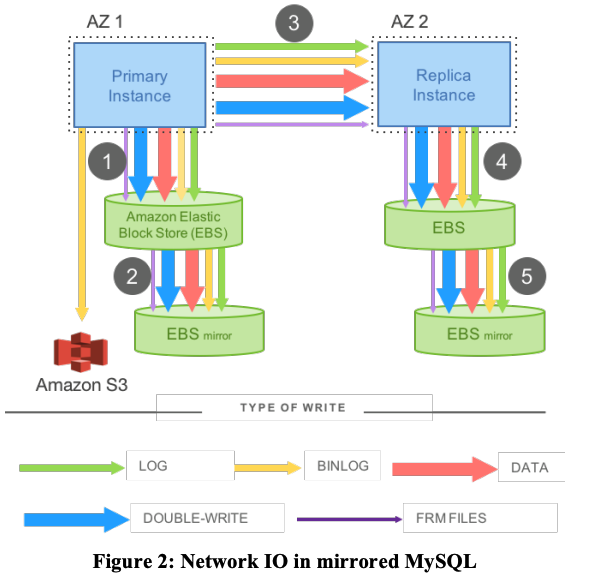 AZ 1
3
AZ 2
Primary
Instance
Replica
Instance
1
4
Amazon Elastic
Block Store (EBS)
EBS
2
5
EBS mirror
EBS mirror
Amazon S3
TYPE OF WRITE
LOG
BINLOG
DATA
DOUBLE-WRITE
FRM FILES
Figure 2: Network IO in mirrored MySQL